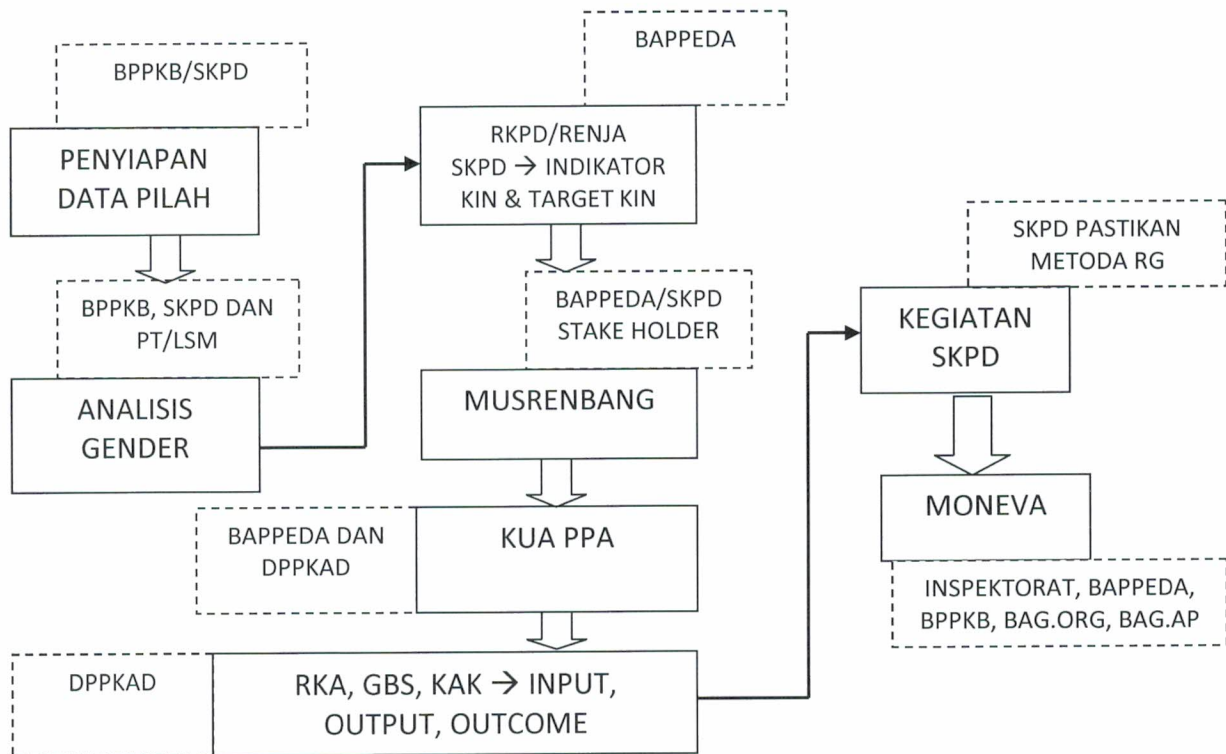 BPPKB/SKPD
PENYIAPAN
DATA PILAH
BPPKB, SKPD DAN
PT/LSM
ANALISIS
GENDER
BAPPEDA
RKPD/RENJA
SKPD → INDIKATOR
KIN & TARGET KIN
BAPPEDA/SKPD
STAKE HOLDER
MUSRENBANG
BAPPEDA DAN
DPPKAD
KUA PPA
DPPKAD
RKA, GBS, KAK → INPUT,
OUTPUT, OUTCOME
SKPD PASTIKAN
METODA RG
KEGIATAN
SKPD
MONEVA
INSPEKTORAT, BAPPEDA,
BPPKB, BAG.ORG, BAG.AP